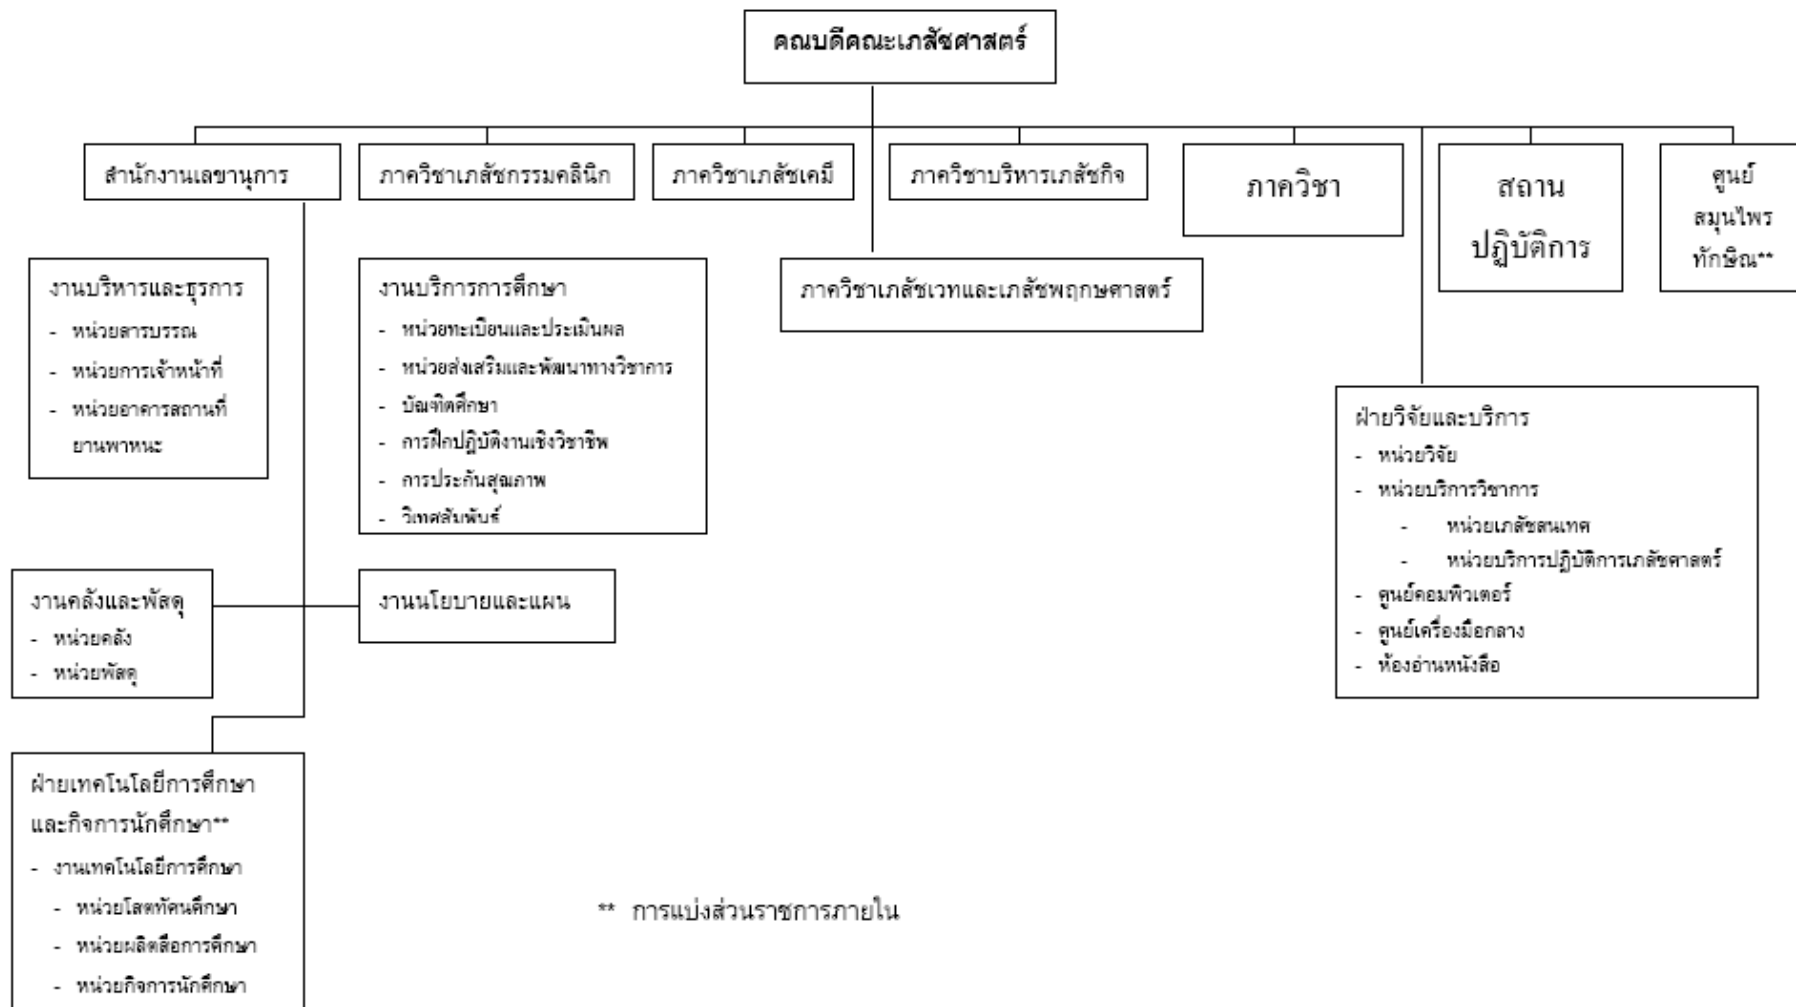 คณบดีคณะเภสัชศาสตร์
สำนักงานเลขานุการ
ภาควิชาเภสัชกรรมคลินิก
ภาควิชาเภสัชเคมี
ภาควิชาบริหารเภสัชกิจ
ภาควิชา
สถาน
ปฏิบัติการ
ศูนย์
สมุนไพร
ทักษิณ**
งานบริหารและธุรการ
- หน่วยสารบรรณ
- หน่วยการเจ้าหน้าที่
- หน่วยอาคารสถานที่
ยานพาหนะ
งานบริการการศึกษา
- หน่วยทะเบียนและประเมินผล
- หน่วยส่งเสริมและพัฒนาทางวิชาการ
- บัณฑิตศึกษา
- การฝึกปฏิบัติงานเชิงวิชาชีพ
- การประกันสุณภาพ
- วิเทศสัมพันธ์
ภาควิชาเภสัชเวทและเภสัชพฤกษศาสตร์
ฝ่ายวิจัยและบริการ
- หน่วยวิจัย
- หน่วยบริการวิชาการ
- หน่วยเภสัชสนเทศ
- หน่วยบริการปฏิบัติการเภสัชศาสตร์
- ศูนย์คอมพิวเตอร์
- ศูนย์เครื่องมือกลาง
- ห้องอ่านหนังสือ
งานคลังและพัสดุ
- หน่วยคลัง
- หน่วยพัสดุ
งานนโยบายและแผน
ฝ่ายเทคโนโลยีการศึกษา
และกิจการนักศึกษา**
- งานเทคโนโลยีการศึกษา
- หน่วยโสตทัศนศึกษา
- หน่วยผลิตสื่อการศึกษา
- หน่วยกิจการนักศึกษา
** การแบ่งส่วนราชการภายใน